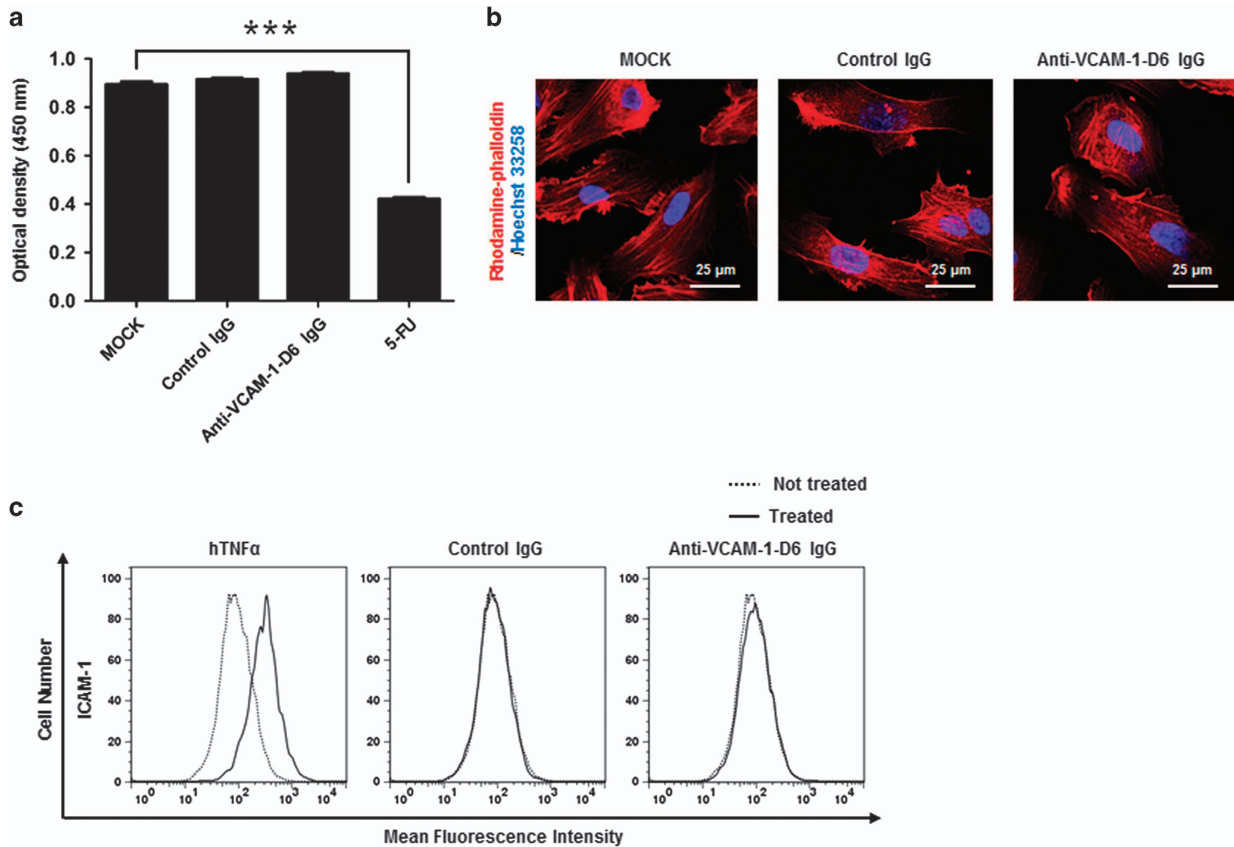 a
***
Optical density (450 nm)
1.0
0.8
0.6
0.4
0.2
0.0
MOCK
Control IgG
Anti-VCAM-1-D6 IgG
5-FU
b
MOCK
Control IgG
Anti-VCAM-1-D6 IgG
Rhodamine-phalloidin
/Hoechst 33258
25 µm
25 µm
25 µm
c
Not treated
Treated
hTNFα
Control IgG
Anti-VCAM-1-D6 IgG
Cell Number
ICAM-1
100
80
60
40
20
0
10⁰ 10¹ 10² 10³ 10⁴
100
80
60
40
20
0
10⁰ 10¹ 10² 10³ 10⁴
100
80
60
40
20
0
10⁰ 10¹ 10² 10³ 10⁴
Mean Fluorescence Intensity